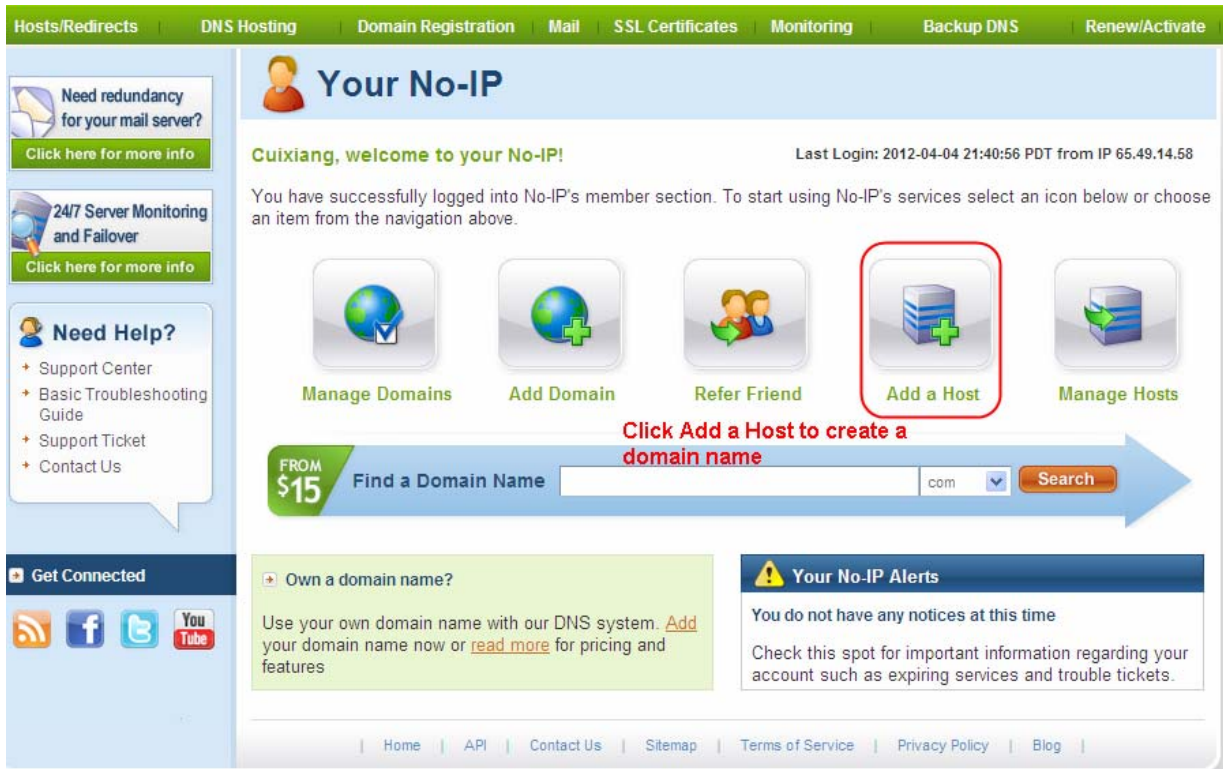 Hosts/Redirects DNS Hosting Domain Registration Mail SSL Certificates Monitoring Backup DNS Renew/Activate
Need redundancy
for your mail server?
Click here for more info
24/7 Server Monitoring
and Failover
Click here for more info
Need Help?
Support Center
Basic Troubleshooting
Guide
Support Ticket
Contact Us
Get Connected
You
Tube
Your No-IP
Cuixiang, welcome to your No-IP!
Last Login: 2012-04-04 21:40:56 PDT from IP 65.49.14.58
You have successfully logged into No-IP's member section. To start using No-IP's services select an icon below or choose
an item from the navigation above.
Manage Domains Add Domain Refer Friend Add a Host Manage Hosts
Click Add a Host to create a
domain name
FROM
$15
Find a Domain Name com Search
Own a domain name?
Use your own domain name with our DNS system. Add
your domain name now or read more for pricing and
features
Your No-IP Alerts
You do not have any notices at this time
Check this spot for important information regarding your
account such as expiring services and trouble tickets.
| Home | API | Contact Us | Sitemap | Terms of Service | Privacy Policy | Blog |